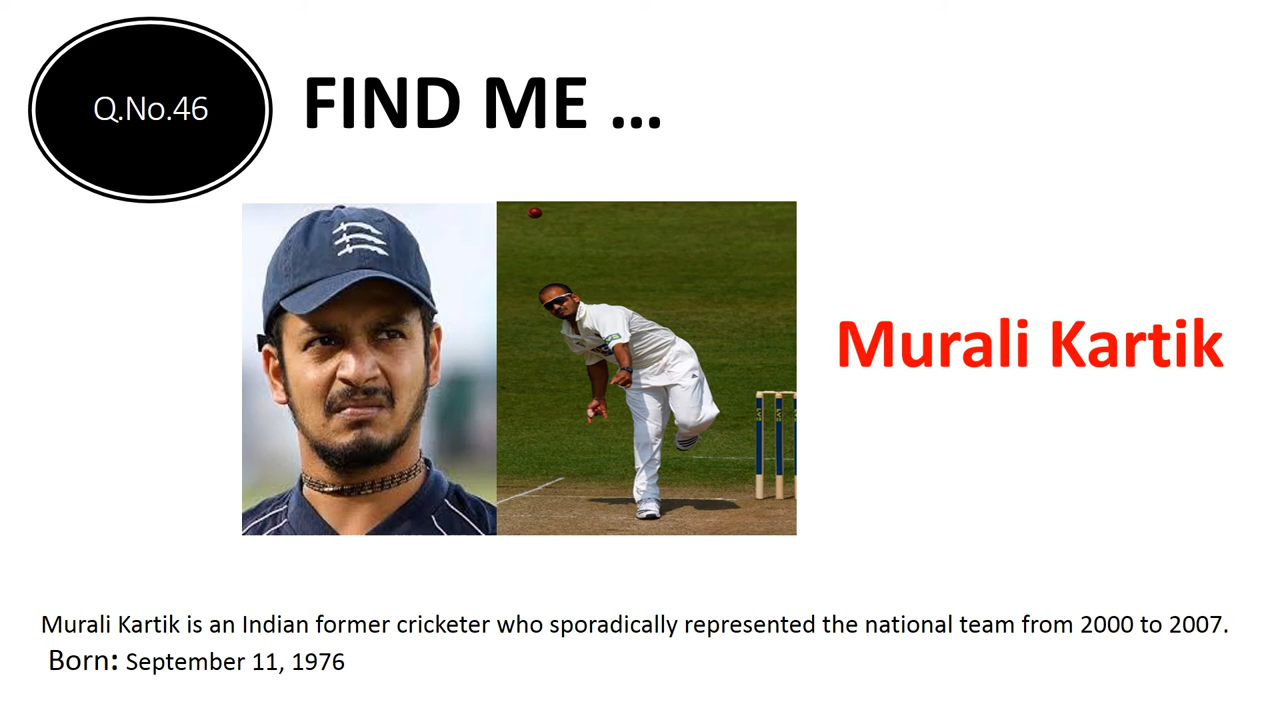 Q.No.46
FIND ME ...
Murali Kartik
Murali Kartik is an Indian former cricketer who sporadically represented the national team from 2000 to 2007.
Born: September 11, 1976